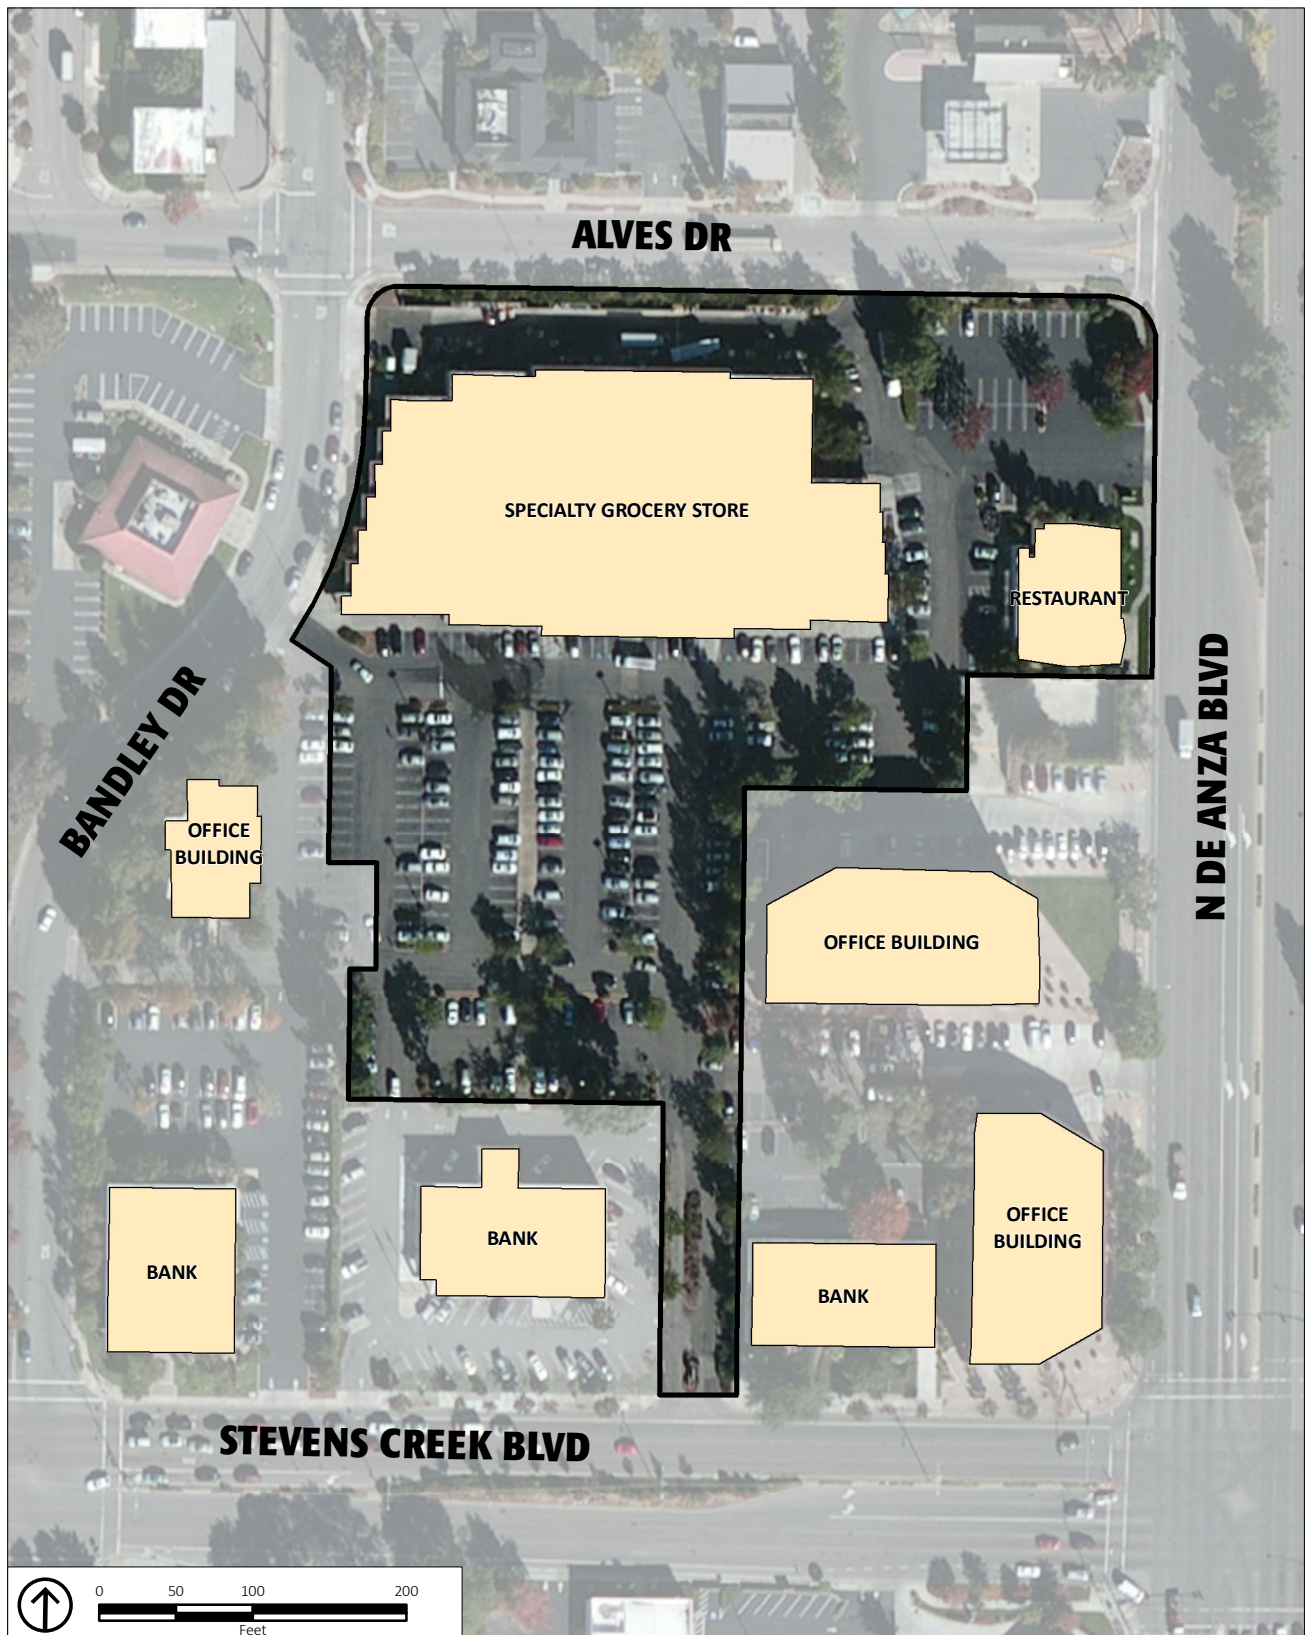 ALVES DR
SPECIALTY GROCERY STORE
RESTAURANT
BANDLEY DR
N DE ANZA BLVD
OFFICE
BUILDING
OFFICE BUILDING
OFFICE
BUILDING
BANK
BANK
BANK
STEVENS CREEK BLVD
0 50 100 200
Feet